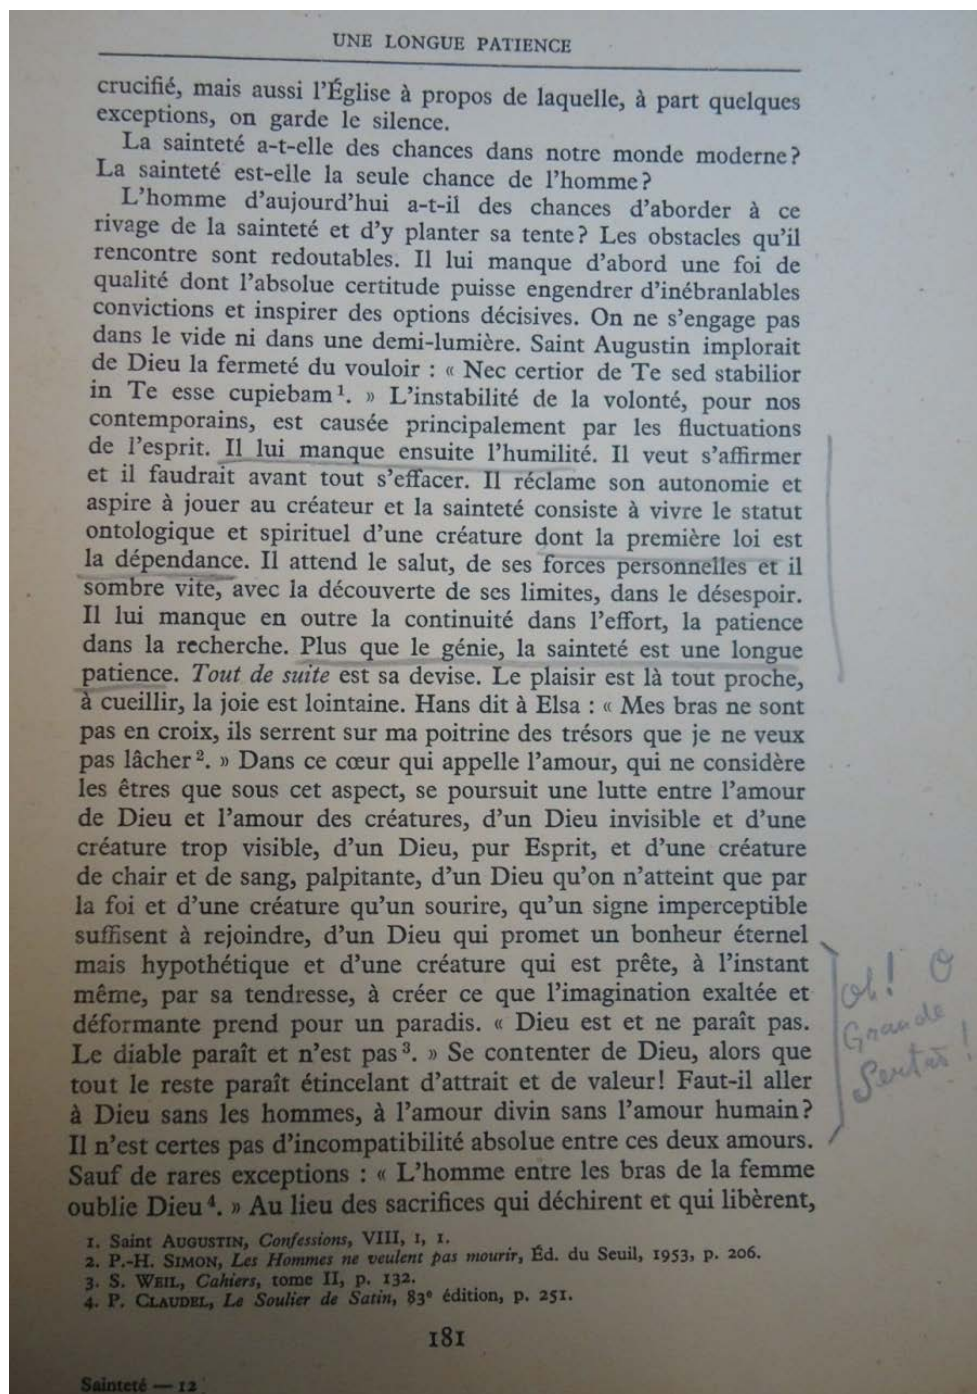 UNE LONGUE PATIENCE
crucifié, mais aussi l'Église à propos de laquelle, à part quelques
exceptions, on garde le silence.
La sainteté a-t-elle des chances dans notre monde moderne?
La sainteté est-elle la seule chance de l'homme?
L'homme d'aujourd'hui a-t-il des chances d'aborder à ce
rivage de la sainteté et d'y planter sa tente? Les obstacles qu'il
rencontre sont redoutables. Il lui manque d'abord une foi de
qualité dont l'absolue certitude puisse engendrer d'inébranlables
convictions et inspirer des options décisives. On ne s'engage pas
dans le vide ni dans une demi-lumière. Saint Augustin implorait
de Dieu la fermeté du vouloir : « Nec certior de Te sed stabilior
in Te esse cupiebam¹. » L'instabilité de la volonté, pour nos
contemporains, est causée principalement par les fluctuations
de l'esprit. Il lui manque ensuite l'humilité. Il veut s'affirmer
et il faudrait avant tout s'effacer. Il réclame son autonomie et
aspire à jouer au créateur et la sainteté consiste à vivre le statut
ontologique et spirituel d'une créature dont la première loi est
la dépendance. Il attend le salut, de ses forces personnelles et il
sombre vite, avec la découverte de ses limites, dans le désespoir.
Il lui manque en outre la continuité dans l'effort, la patience
dans la recherche. Plus que le génie, la sainteté est une longue
patience. Tout de suite est sa devise. Le plaisir est là tout proche,
à cueillir, la joie est lointaine. Hans dit à Elsa : « Mes bras ne sont
pas en croix, ils serrent sur ma poitrine des trésors que je ne veux
pas lâcher². » Dans ce cœur qui appelle l'amour, qui ne considère
les êtres que sous cet aspect, se poursuit une lutte entre l'amour
de Dieu et l'amour des créatures, d'un Dieu invisible et d'une
créature trop visible, d'un Dieu, pur Esprit, et d'une créature
de chair et de sang, palpitante, d'un Dieu qu'on n'atteint que par
la foi et d'une créature qu'un sourire, qu'un signe imperceptible
suffisent à rejoindre, d'un Dieu qui promet un bonheur éternel
mais hypothétique et d'une créature qui est prête, à l'instant
même, par sa tendresse, à créer ce que l'imagination exaltée et
déformante prend pour un paradis. « Dieu est et ne paraît pas.
Le diable paraît et n'est pas³. » Se contenter de Dieu, alors que
tout le reste paraît étincelant d'attrait et de valeur! Faut-il aller
à Dieu sans les hommes, à l'amour divin sans l'amour humain?
Il n'est certes pas d'incompatibilité absolue entre ces deux amours.
Sauf de rares exceptions : « L'homme entre les bras de la femme
oublie Dieu⁴. » Au lieu des sacrifices qui déchirent et qui libèrent,
oh! O
Grande
Sertão!
1. Saint AUGUSTIN, Confessions, VIII, 1, 1.
2. P.-H. SIMON, Les Hommes ne veulent pas mourir, Éd. du Seuil, 1953, p. 206.
3. S. WEIL, Cahiers, tome II, p. 132.
4. P. CLAUDEL, Le Soulier de Satin, 83e édition, p. 251.
181
Sainteté — 12